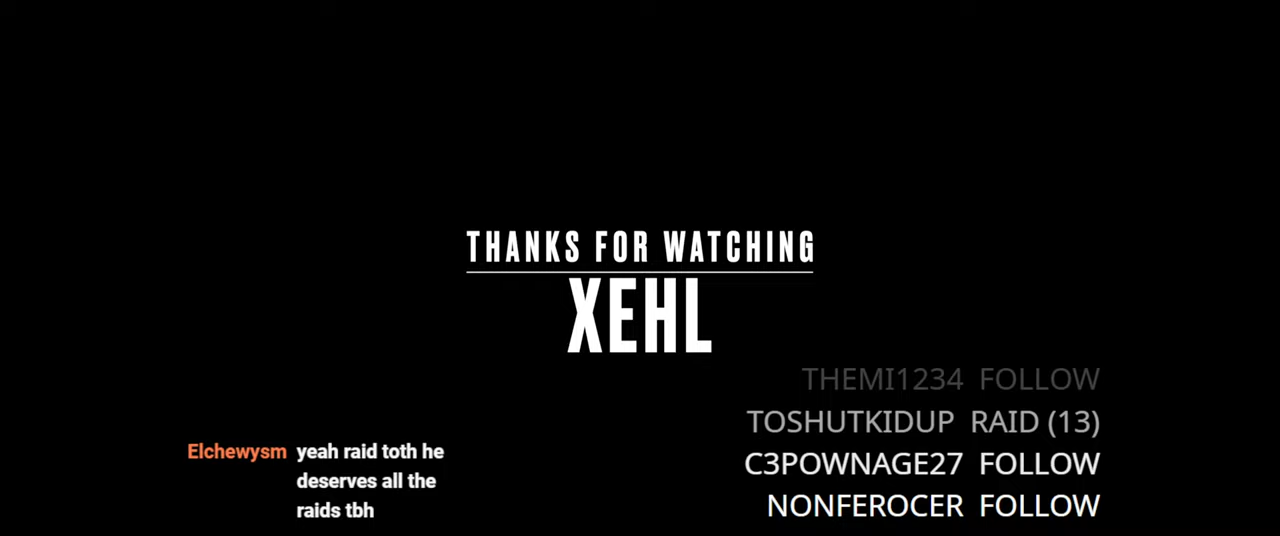 THANKS FOR WATCHING
XEHL
THEMI1234 FOLLOW
TOSHUTKIDUP RAID (13)
C3POWNAGE27 FOLLOW
NONFEROCER FOLLOW
Elchewysm yeah raid toth he
deserves all the
raids tbh